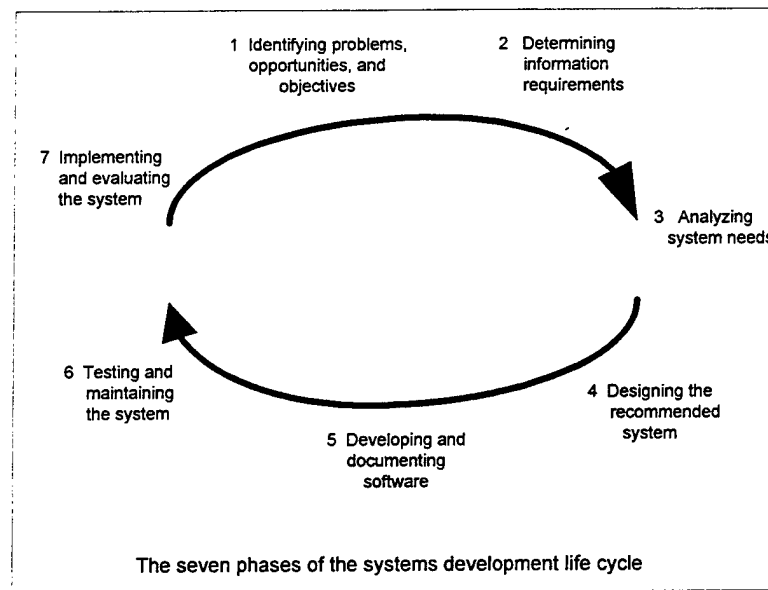 1 Identifying problems,
opportunities, and
objectives
2 Determining
information
requirements
3 Analyzing
system needs
4 Designing the
recommended
system
5 Developing and
documenting
software
6 Testing and
maintaining
the system
7 Implementing
and evaluating
the system
The seven phases of the systems development life cycle